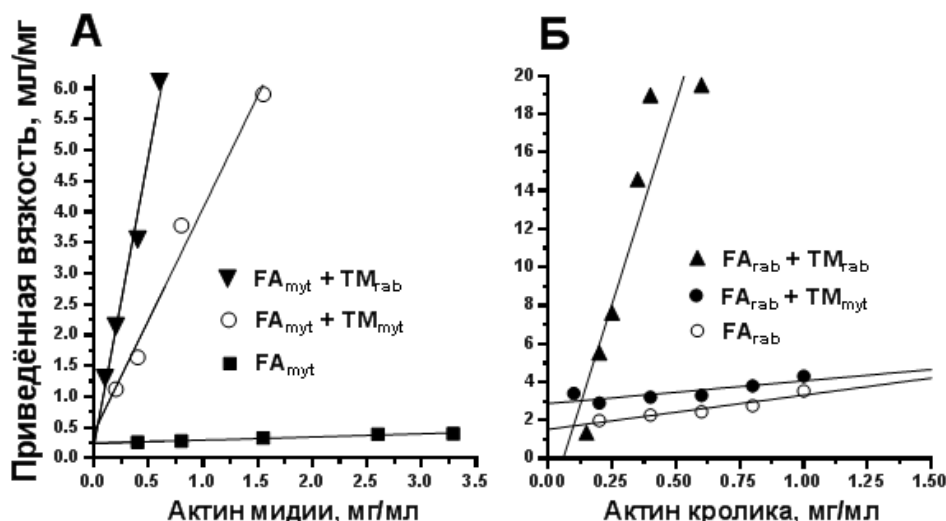 А
Б
Приведённая вязкость, мл/мг
6.0
5.5
5.0
4.5
4.0
3.5
3.0
2.5
2.0
1.5
1.0
0.5
0.0
FAmyt + TMrab
FAmyt + TMmyt
FAmyt
0.0 0.5 1.0 1.5 2.0 2.5 3.0 3.5
Актин мидии, мг/мл
20
18
16
14
12
10
8
6
4
2
0
FArab + TMrab
FArab + TMmyt
FArab
0.00 0.25 0.50 0.75 1.00 1.25 1.50
Актин кролика, мг/мл